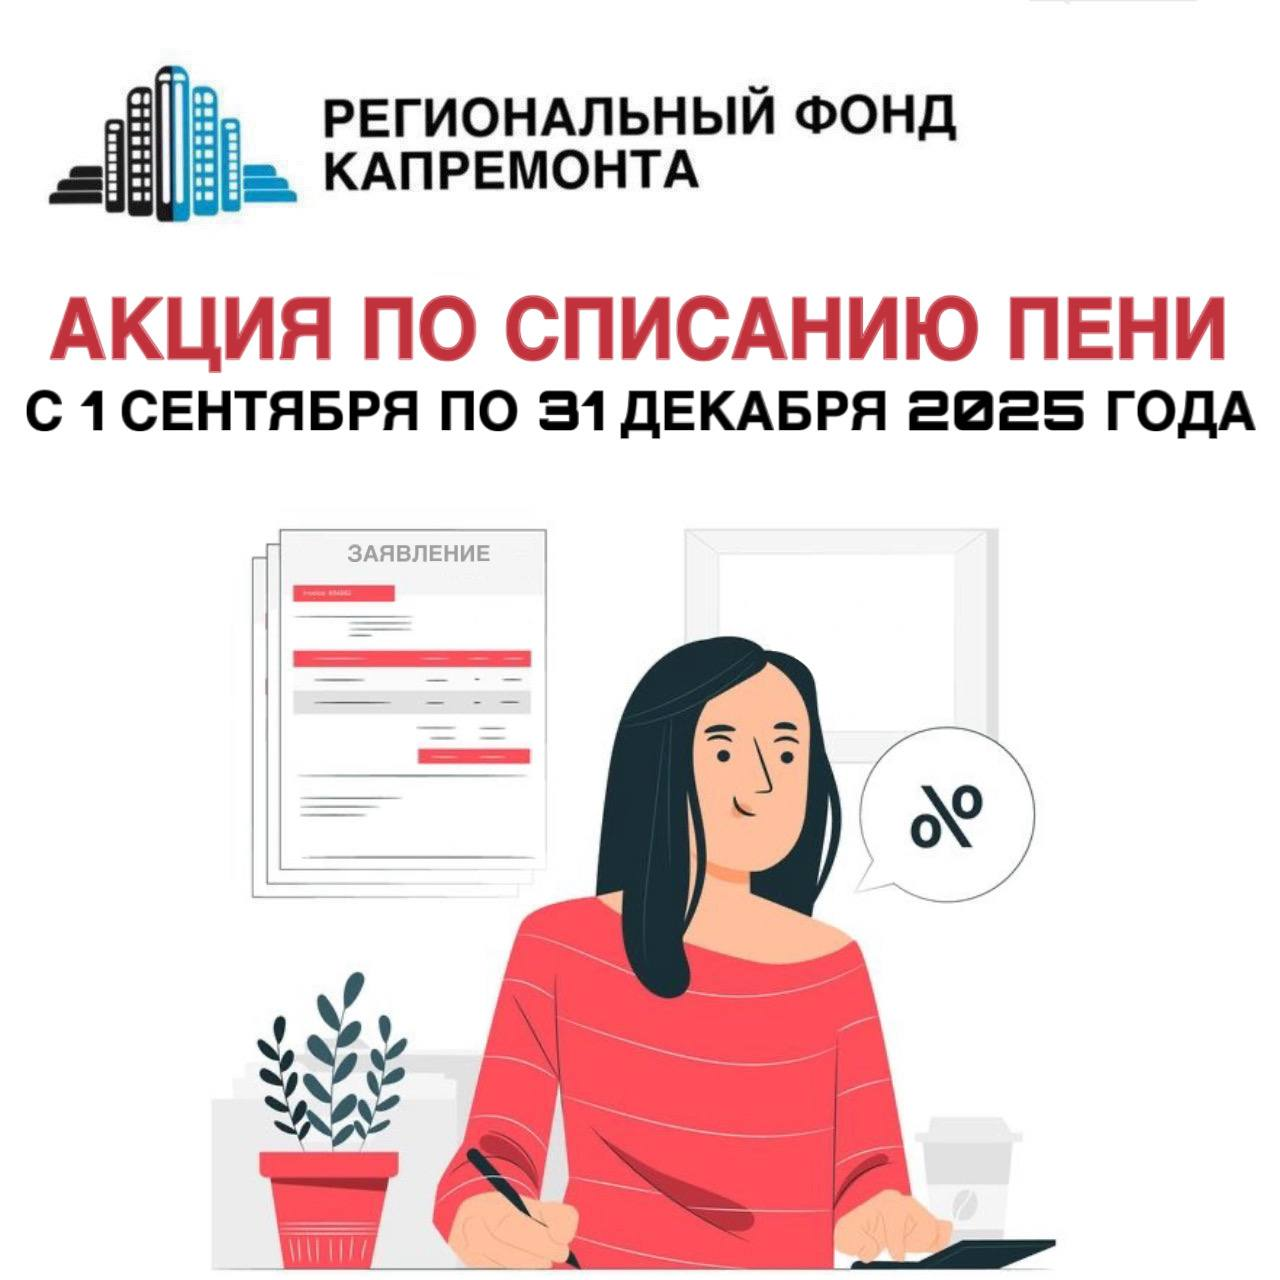 РЕГИОНАЛЬНЫЙ ФОНД
КАПРЕМОНТА
АКЦИЯ ПО СПИСАНИЮ ПЕНИ
С 1 СЕНТЯБРЯ ПО 31 ДЕКАБРЯ 2025 ГОДА
ЗАЯВЛЕНИЕ
%